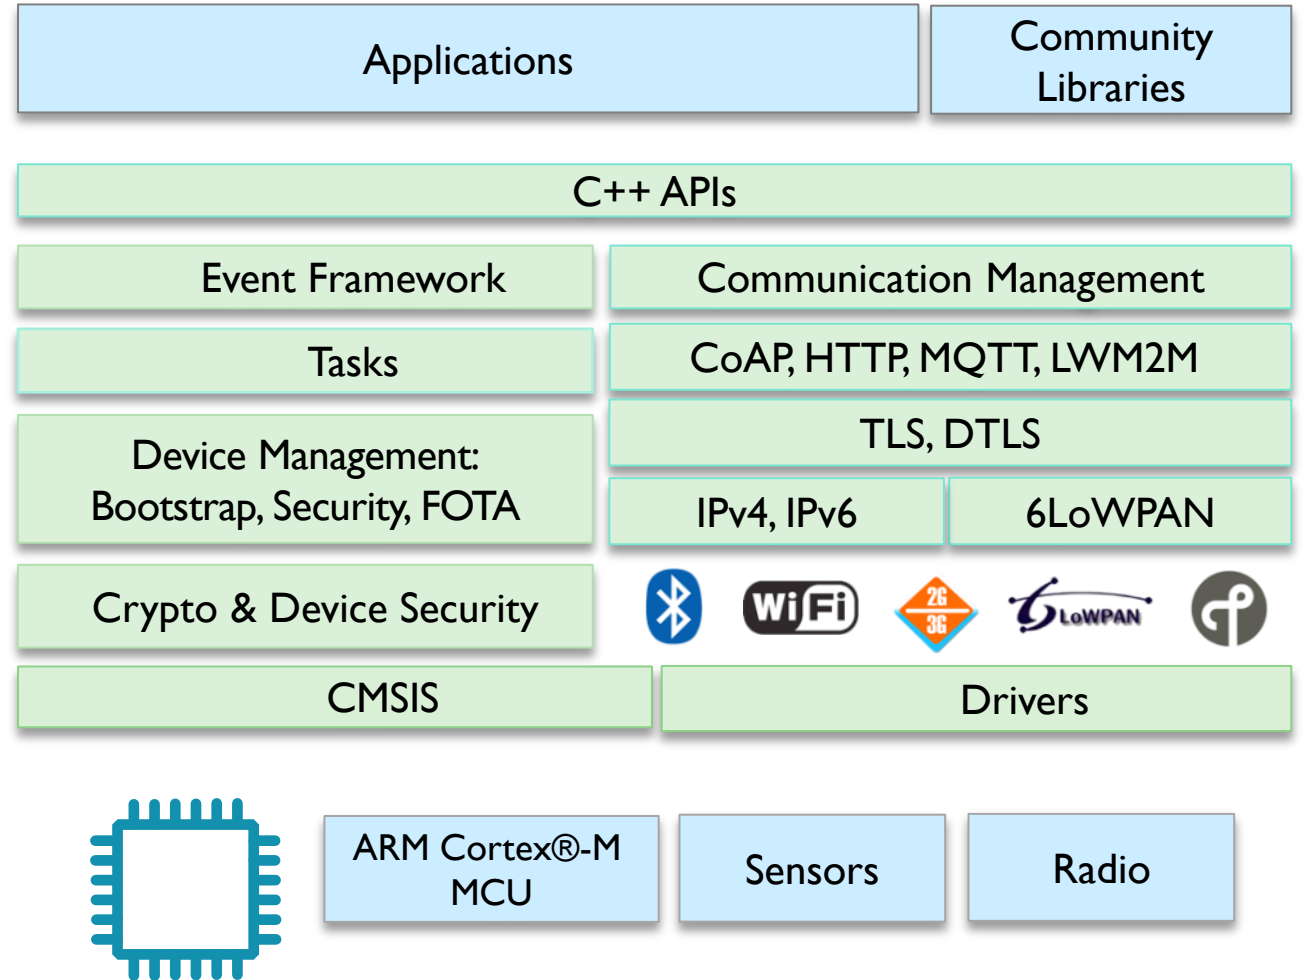 Applications
Community
Libraries
C++ APIs
Event Framework
Communication Management
Tasks
CoAP, HTTP, MQTT, LWM2M
TLS, DTLS
Device Management:
Bootstrap, Security, FOTA
IPv4, IPv6
6LoWPAN
Crypto & Device Security
WiFi
2G
3G
6LoWPAN
CMSIS
Drivers
ARM Cortex®-M
MCU
Sensors
Radio